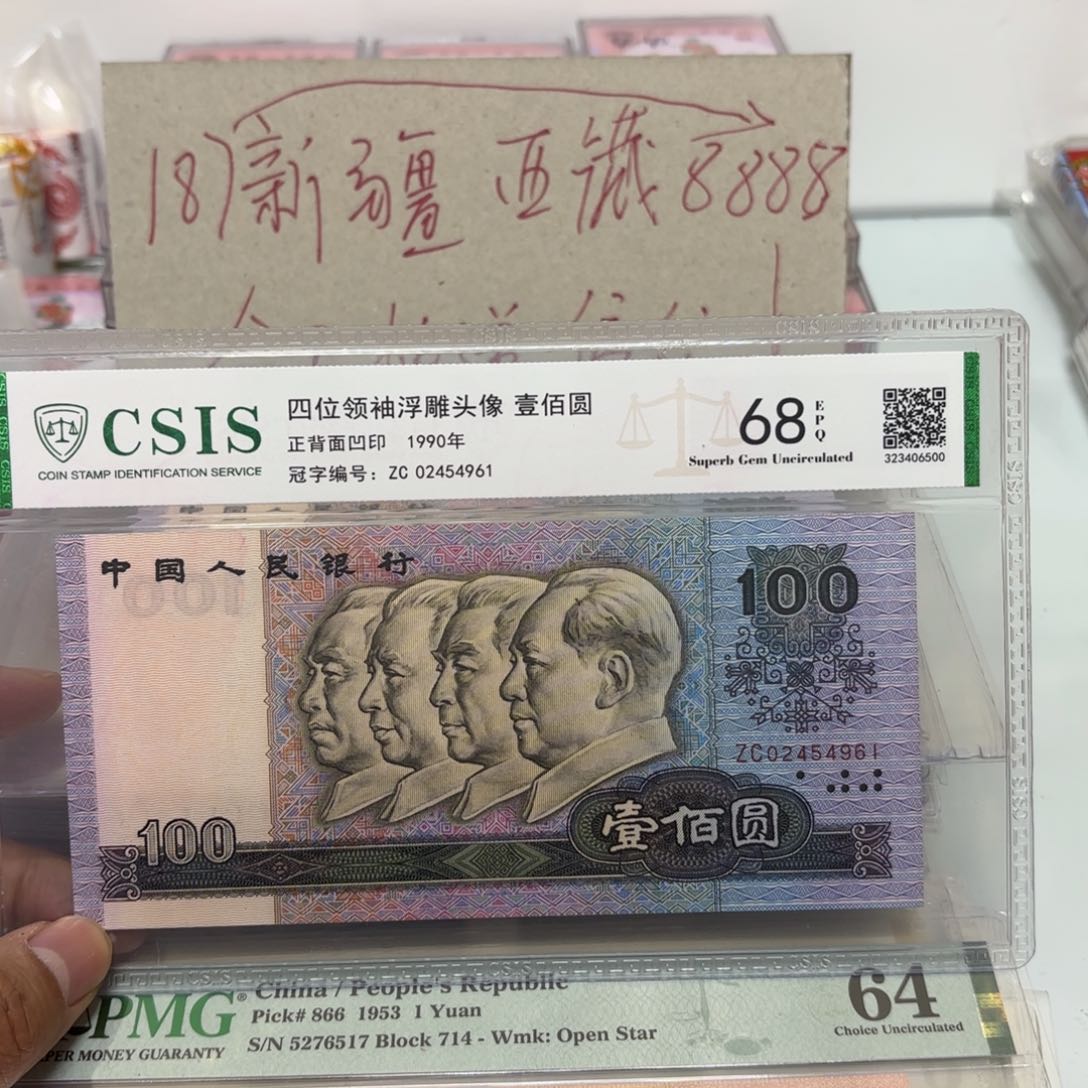 18)新疆 西藏 8888
CSIS
COIN STAMP IDENTIFICATION SERVICE
四位领袖浮雕头像 壹佰圆
正背面凹印 1990年
冠字编号：ZC 02454961
68 EPQ
Superb Gem Uncirculated
323406500
中国人民银行
100
ZC02454961
100
壹佰圆
CSIS
PMG
PER MONEY GUARANTY
China / People's Republic
Pick# 866 1953 1 Yuan
S/N 5276517 Block 714 - Wmk: Open Star
64
Choice Uncirculated